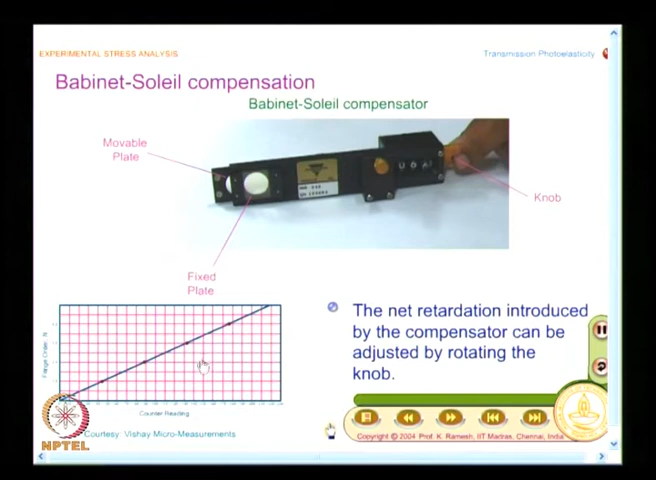 EXPERIMENTAL STRESS ANALYSIS
Transmission Photoelasticity
Babinet-Soleil compensation
Babinet-Soleil compensator
Movable
Plate
Knob
Fixed
Plate
The net retardation introduced
by the compensator can be
adjusted by rotating the
knob.
Counter Reading
Courtesy: Vishay Micro-Measurements
NPTEL
Copyright © 2004 Prof. K. Ramesh, IIT Madras, Chennai, India